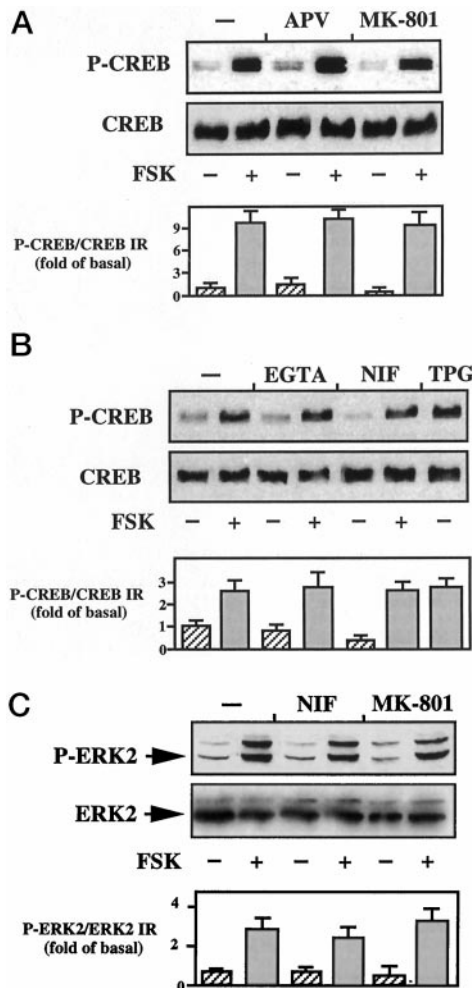 A
— APV MK-801
P-CREB
CREB
FSK − + − + − +
P-CREB/CREB IR
(fold of basal)
9
6
3
0
B
— EGTA NIF TPG
P-CREB
CREB
FSK − + − + − + −
P-CREB/CREB IR
(fold of basal)
3
2
1
0
C
— NIF MK-801
P-ERK2
ERK2
FSK − + − + − +
P-ERK2/ERK2 IR
(fold of basal)
4
2
0